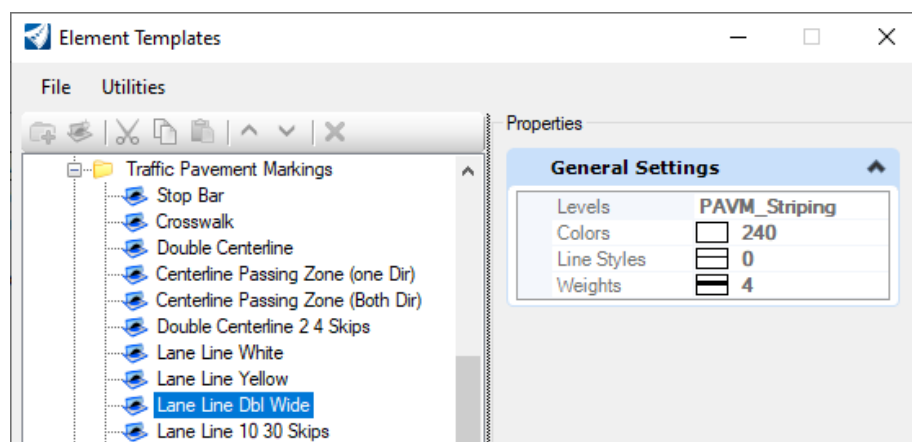 Element Templates
File Utilities
Properties
Traffic Pavement Markings
Stop Bar
Crosswalk
Double Centerline
Centerline Passing Zone (one Dir)
Centerline Passing Zone (Both Dir)
Double Centerline 2 4 Skips
Lane Line White
Lane Line Yellow
Lane Line Dbl Wide
Lane Line 10 30 Skips
General Settings
Levels PAVM_Striping
Colors 240
Line Styles 0
Weights 4